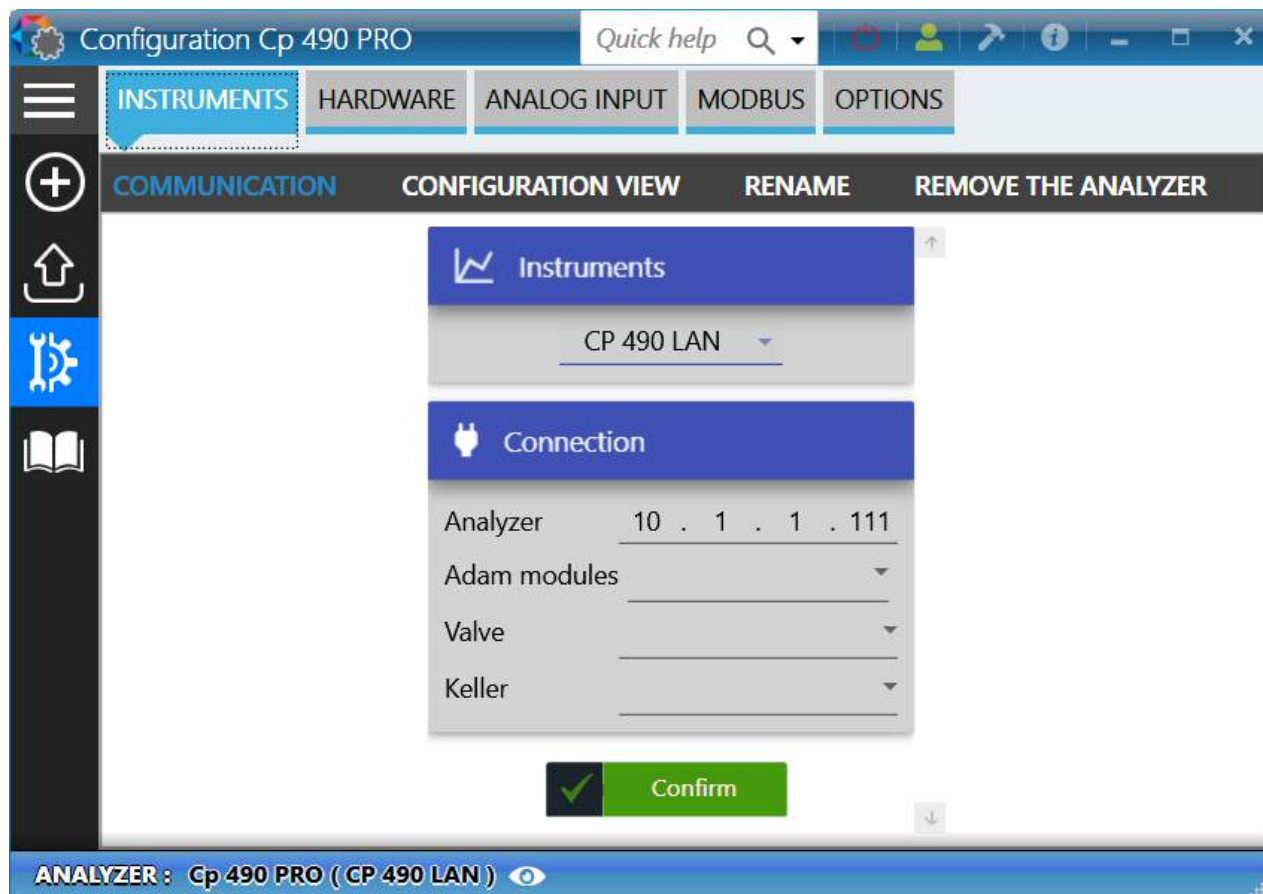 Configuration Cp 490 PRO
Quick help
INSTRUMENTS HARDWARE ANALOG INPUT MODBUS OPTIONS
COMMUNICATION CONFIGURATION VIEW RENAME REMOVE THE ANALYZER
Instruments
CP 490 LAN
Connection
Analyzer 10 . 1 . 1 . 111
Adam modules
Valve
Keller
Confirm
ANALYZER : Cp 490 PRO ( CP 490 LAN )